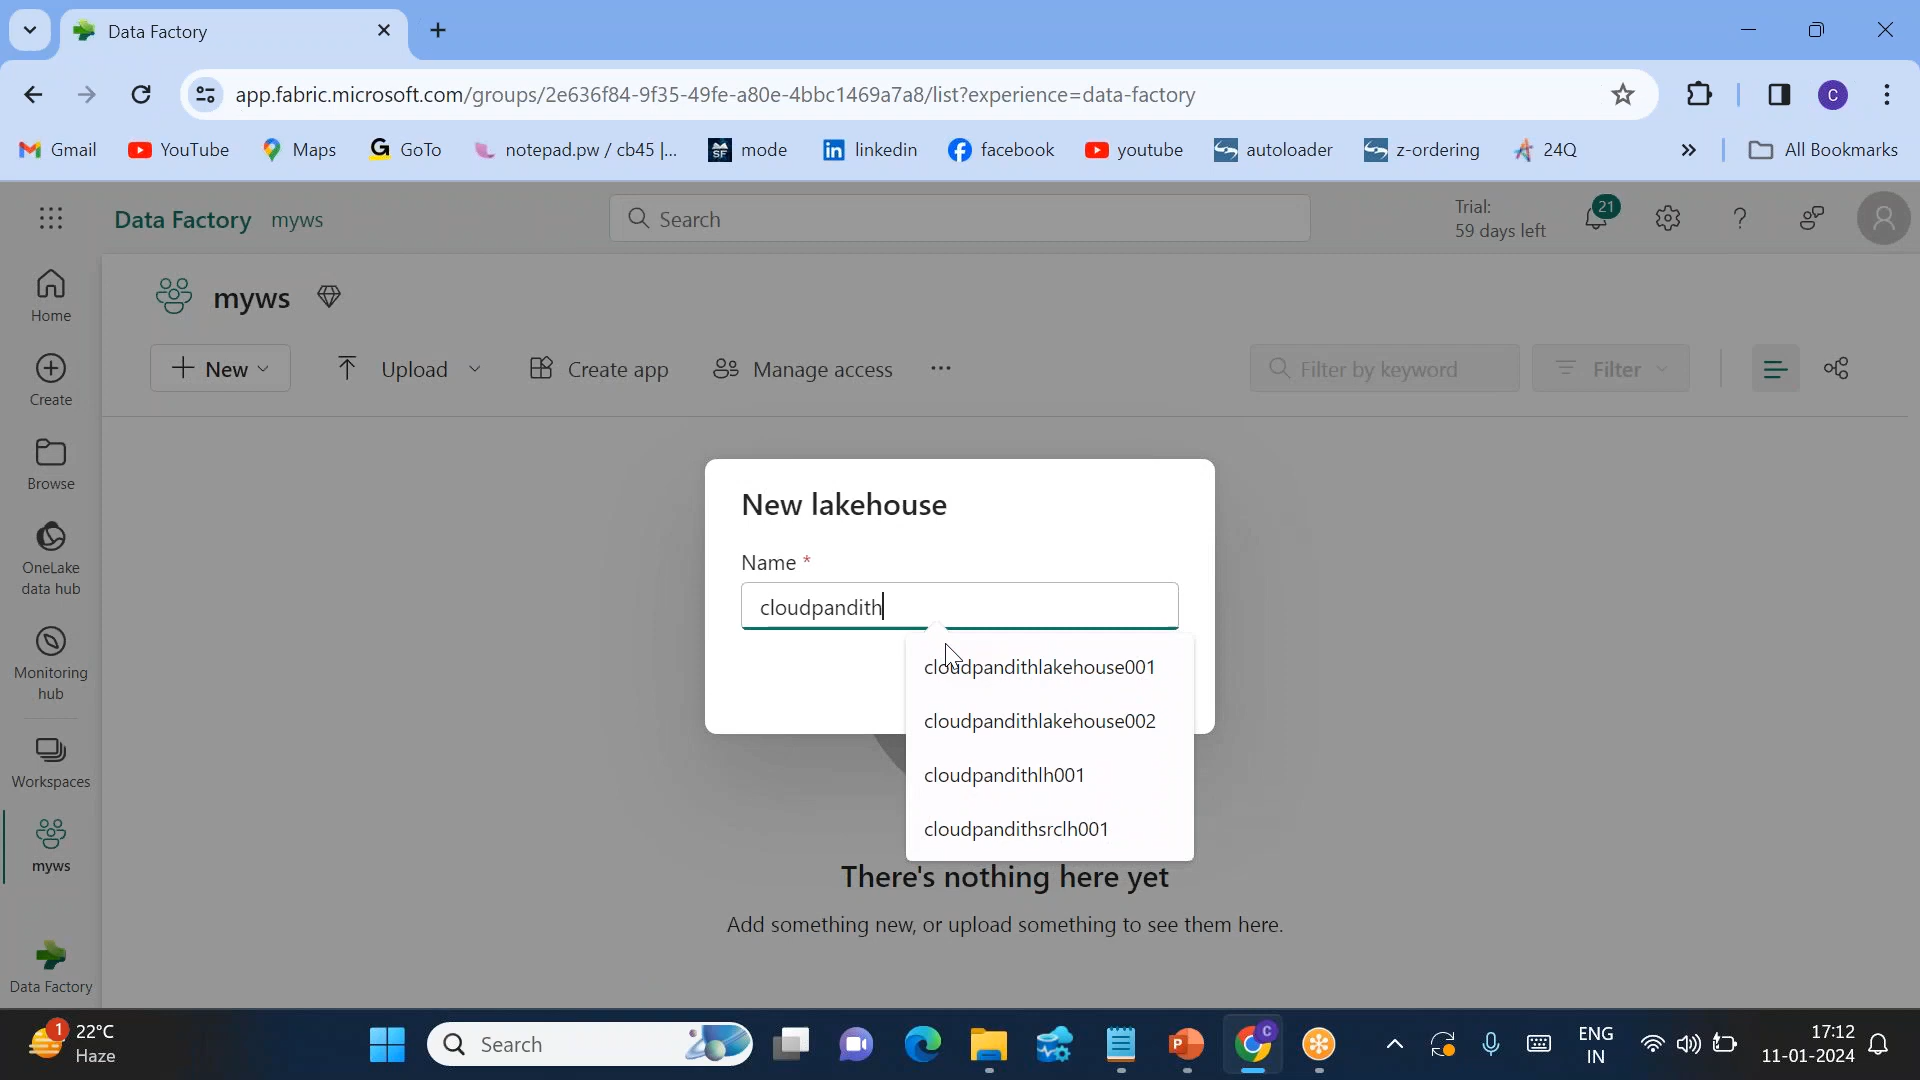 Data Factory
app.fabric.microsoft.com/groups/2e636f84-9f35-49fe-a80e-4bbc1469a7a8/list?experience=data-factory
C
Gmail
YouTube
Maps
GoTo
notepad.pw / cb45 |...
mode
linkedin
facebook
youtube
autoloader
z-ordering
24Q
All Bookmarks
Data Factory myws
Search
Trial:
59 days left
21
Home
Create
Browse
OneLake
data hub
Monitoring
hub
Workspaces
myws
Data Factory
myws
New
Upload
Create app
Manage access
Filter by keyword
Filter
New lakehouse
Name *
cloudpandith
cloudpandithlakehouse001
cloudpandithlakehouse002
cloudpandithlh001
cloudpandithsrclh001
There's nothing here yet
Add something new, or upload something to see them here.
1
22°C
Haze
Search
ENG
IN
17:12
11-01-2024